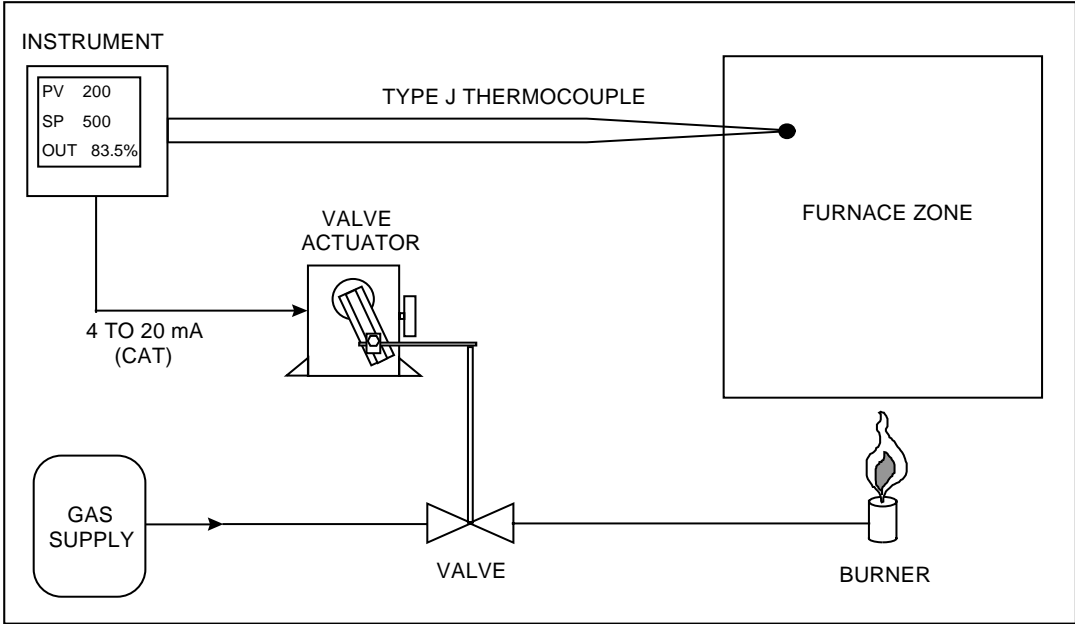 INSTRUMENT
PV 200
SP 500
OUT 83.5%
TYPE J THERMOCOUPLE
FURNACE ZONE
VALVE
ACTUATOR
4 TO 20 mA
(CAT)
GAS
SUPPLY
VALVE
BURNER